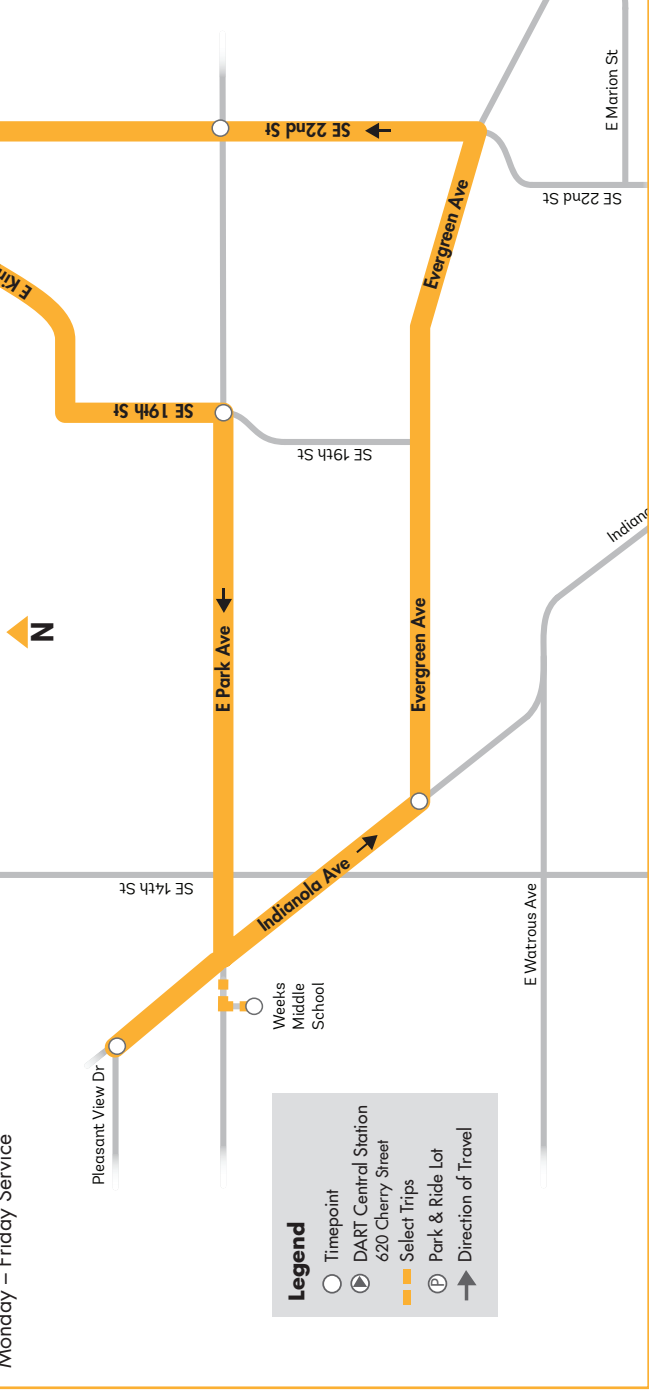 Monday – Friday Service
N
SE 22nd St
SE 22nd St
E Marion St
Evergreen Ave
SE 19th St
SE 19th St
E Park Ave
Evergreen Ave
SE 14th St
Indianola Ave
E Watrous Ave
Pleasant View Dr
Weeks
Middle
School
Legend
Timepoint
DART Central Station
620 Cherry Street
Select Trips
P Park & Ride Lot
Direction of Travel